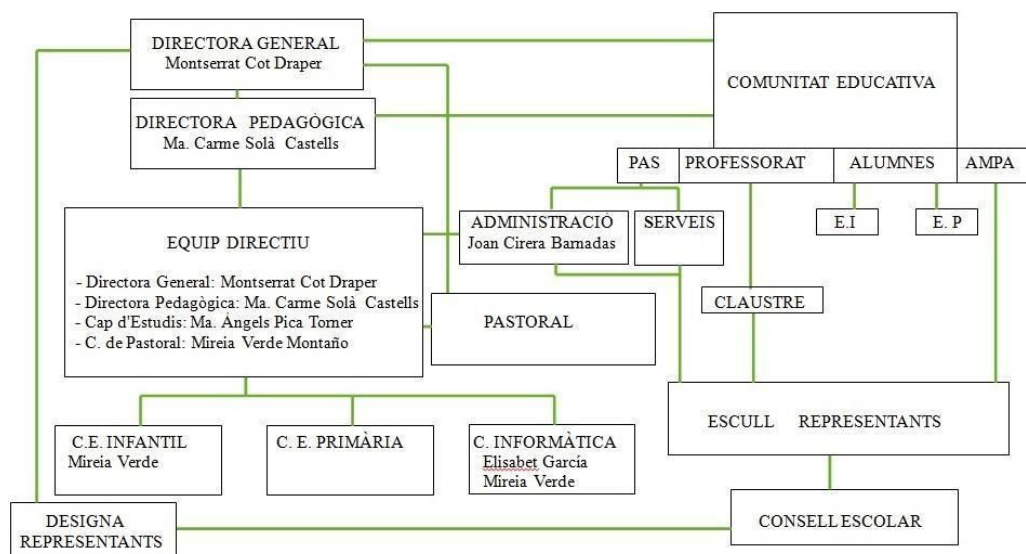 DIRECTORA GENERAL
Montserrat Cot Draper
COMUNITAT EDUCATIVA
DIRECTORA PEDAGÒGICA
Ma. Carme Solà Castells
PAS
PROFESSORAT
ALUMNES
AMPA
EQUIP DIRECTIU
- Directora General: Montserrat Cot Draper
- Directora Pedagògica: Ma. Carme Solà Castells
- Cap d'Estudis: Ma. Àngels Pica Torner
- C. de Pastoral: Mireia Verde Montaño
ADMINISTRACIÓ
Joan Cirera Barnadas
SERVEIS
E.I
E. P
CLAUSTRE
PASTORAL
ESCULL REPRESENTANTS
C.E. INFANTIL
Mireia Verde
C. E. PRIMÀRIA
C. INFORMÀTICA
Elisabet García
Mireia Verde
DESIGNA
REPRESENTANTS
CONSELL ESCOLAR